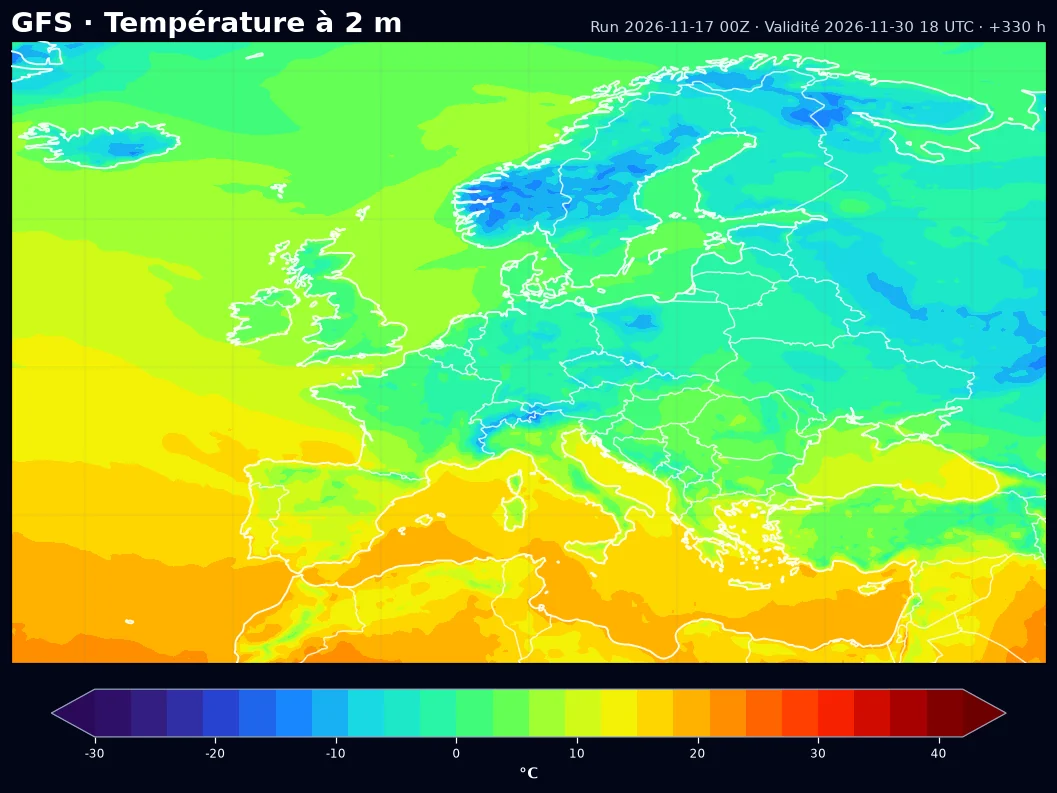 GFS · Température à 2 m
Run 2026-11-17 00Z · Validité 2026-11-30 18 UTC · +330 h
-30 -20 -10 0 10 20 30 40
°C